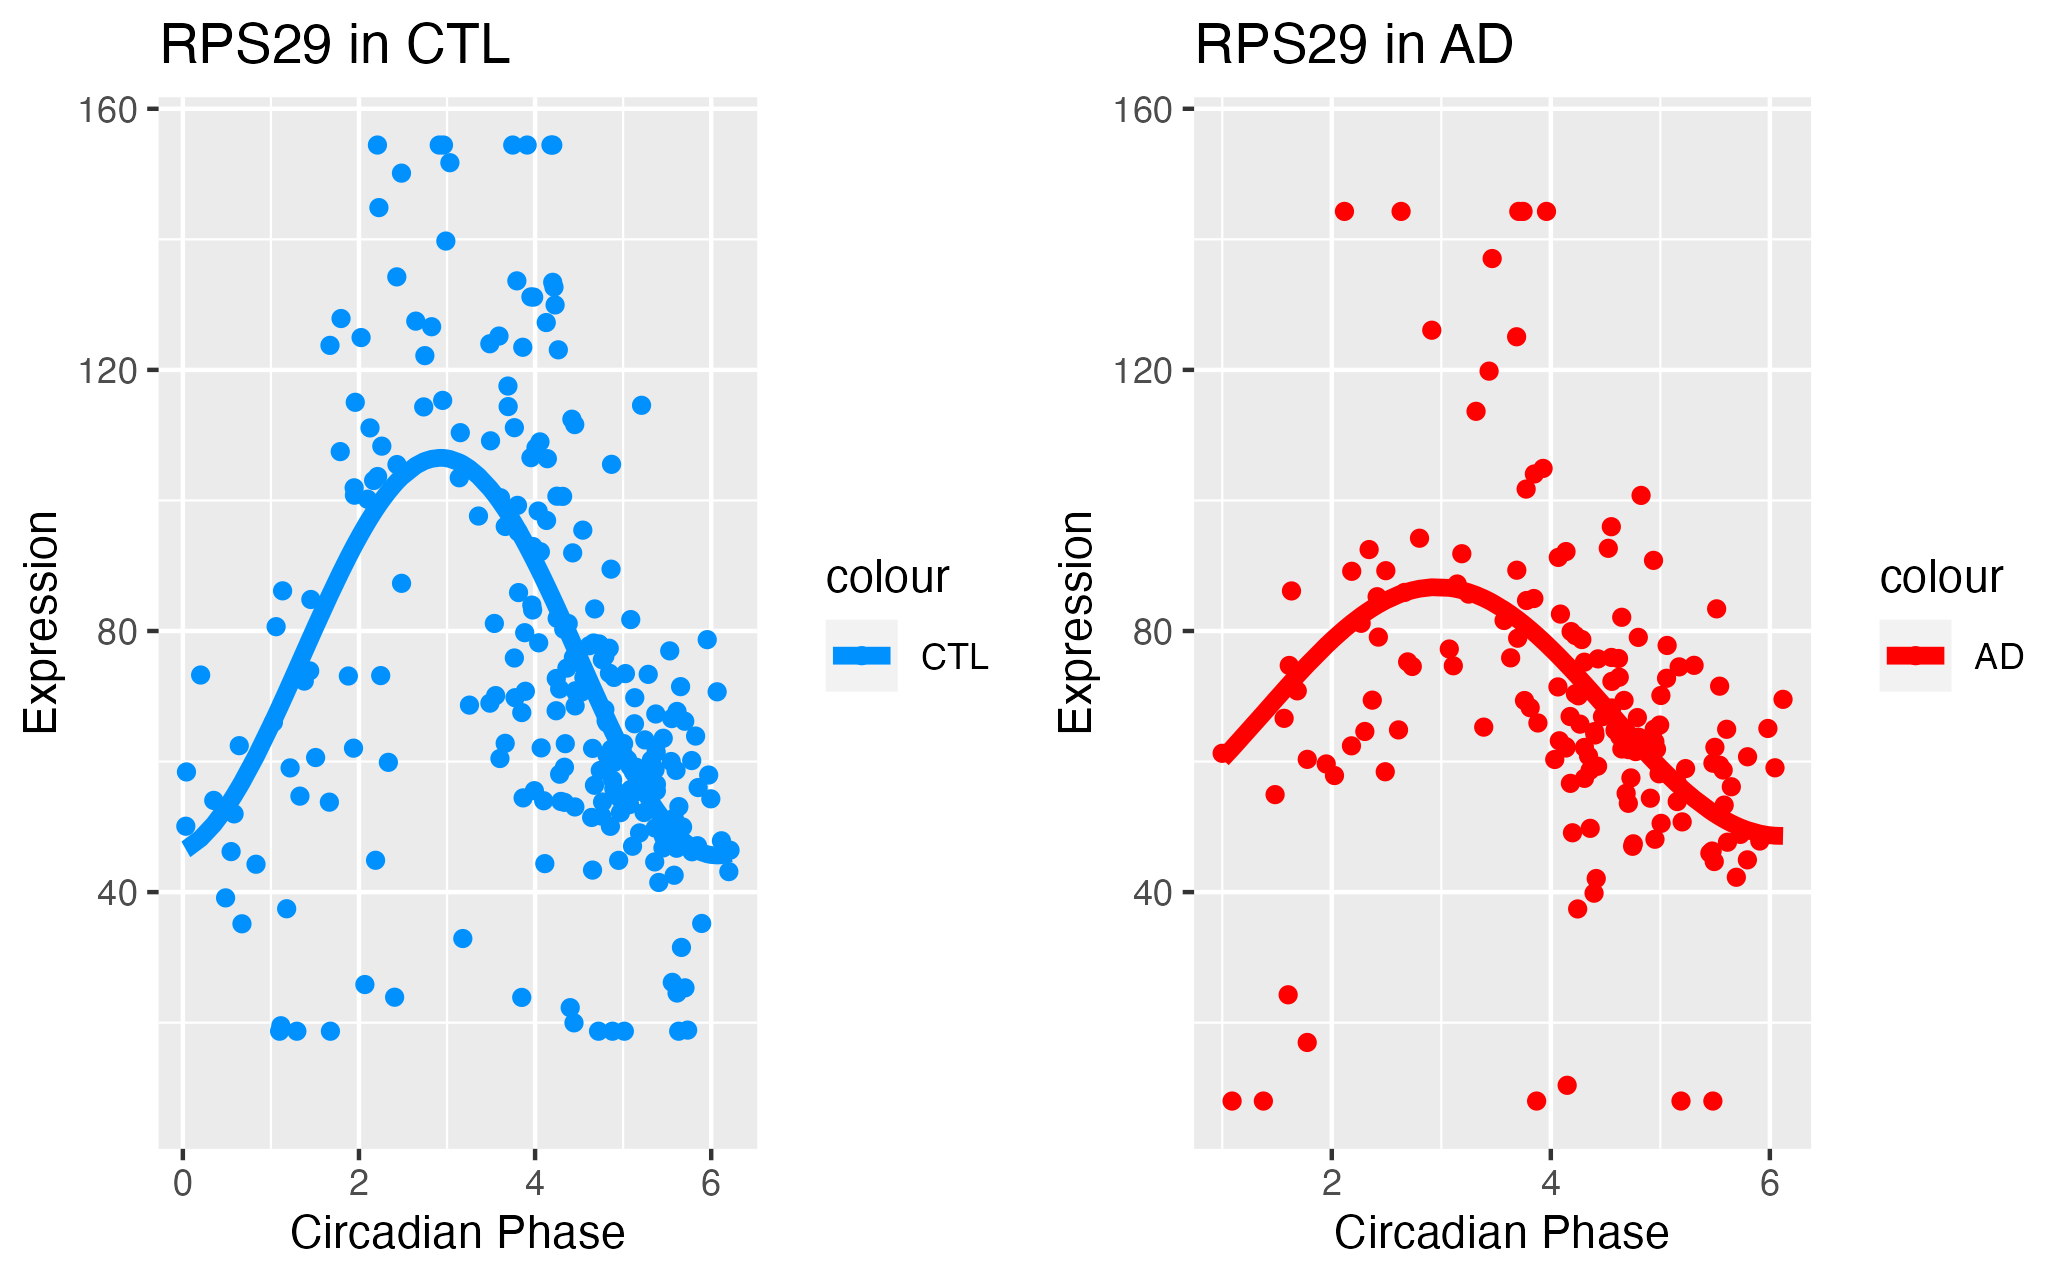 RPS29 in CTL
160
120
80
40
Expression
0 2 4 6
Circadian Phase
colour
CTL
RPS29 in AD
160
120
80
40
Expression
2 4 6
Circadian Phase
colour
AD